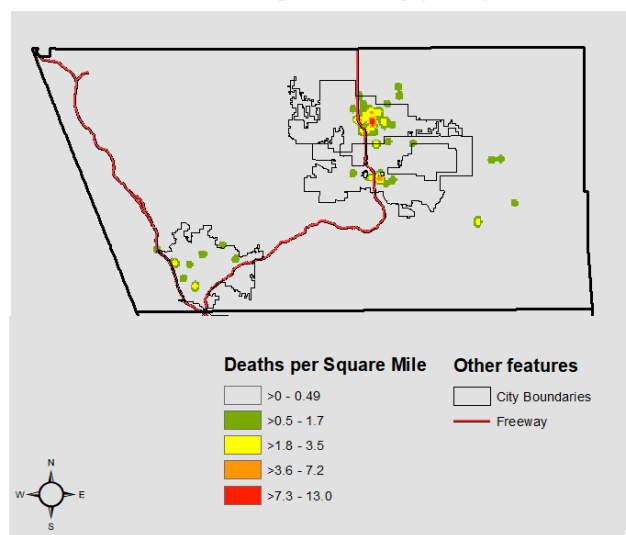 Deaths per Square Mile
>0 - 0.49
>0.5 - 1.7
>1.8 - 3.5
>3.6 - 7.2
>7.3 - 13.0
Other features
City Boundaries
Freeway
N
W E
S